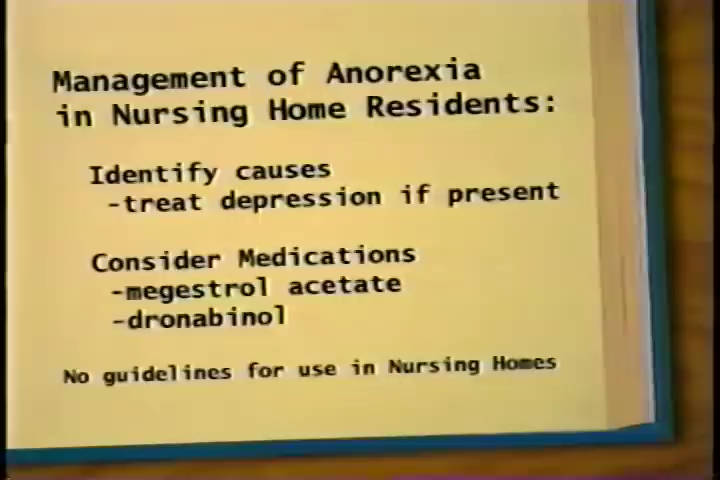 Management of Anorexia
in Nursing Home Residents:
Identify causes
-treat depression if present
Consider Medications
-megestrol acetate
-dronabinol
No guidelines for use in Nursing Homes